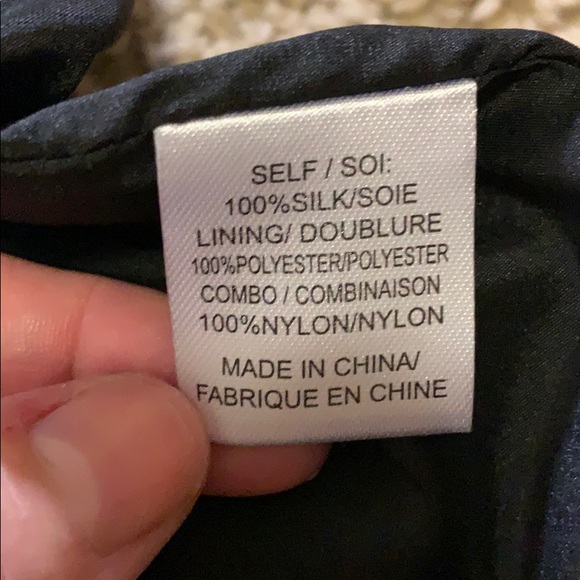 SELF / SOI:
100%SILK/SOIE
LINING/ DOUBLURE
100%POLYESTER/POLYESTER
COMBO / COMBINAISON
100%NYLON/NYLON
MADE IN CHINA/
FABRIQUE EN CHINE